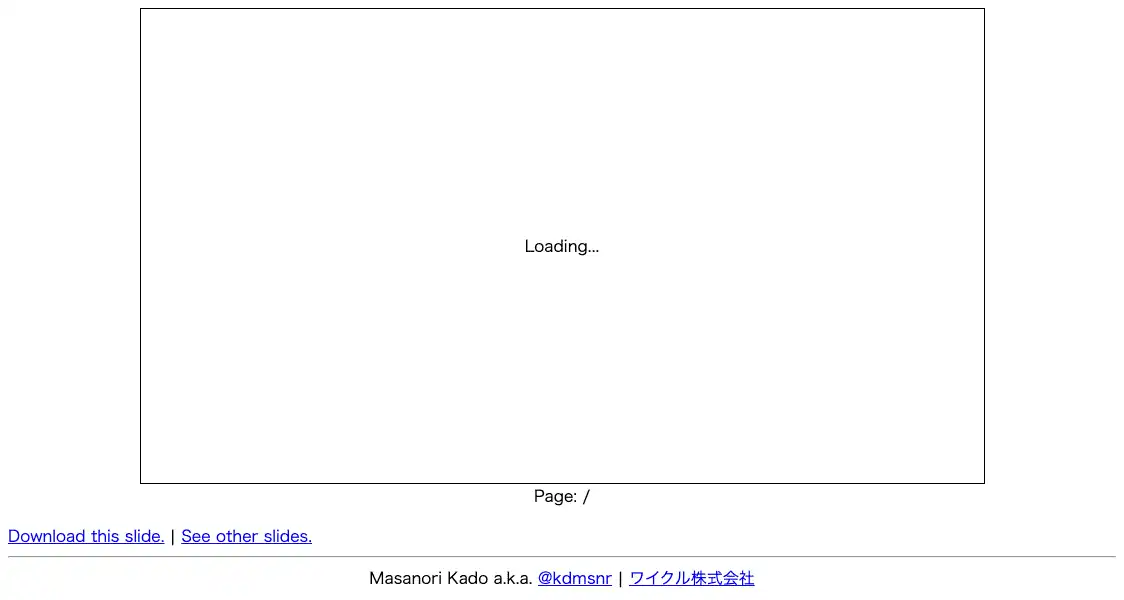 Loading...
Page: /
Download this slide. | See other slides.
Masanori Kado a.k.a. @kdmsnr | ワイクル株式会社